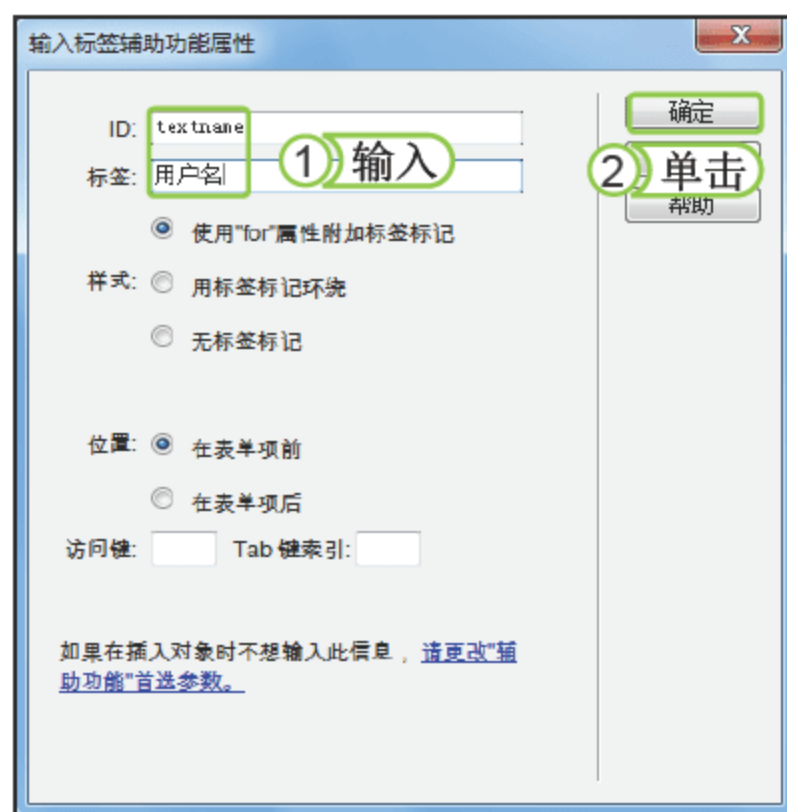 输入标签辅助功能属性
X
ID: textname
标签: 用户名
① 输入
确定
② 单击
帮助
使用"for"属性附加标签标记
样式: 用标签标记环绕
无标签标记
位置: 在表单项前
在表单项后
访问键: Tab 键索引:
如果在插入对象时不想输入此信息，请更改"辅
助功能"首选参数。